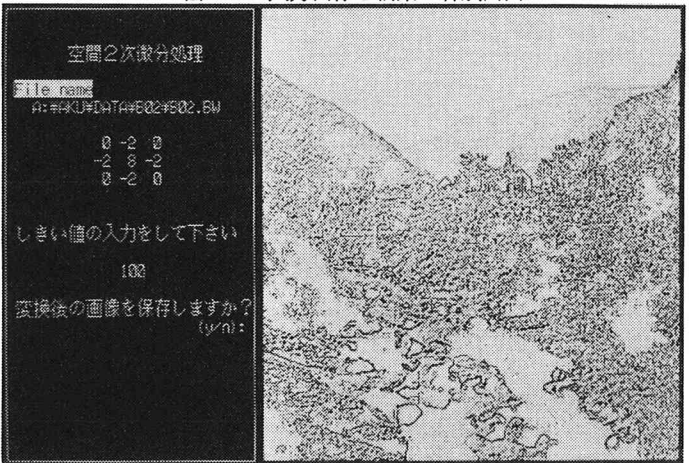 空間2次微分処理
File name
A:¥AKU¥DATA¥B02¥B02.BW
0 -2 0
-2 8 -2
0 -2 0
しきい値の入力をして下さい
100
変換後の画像を保存しますか?
(y/n):